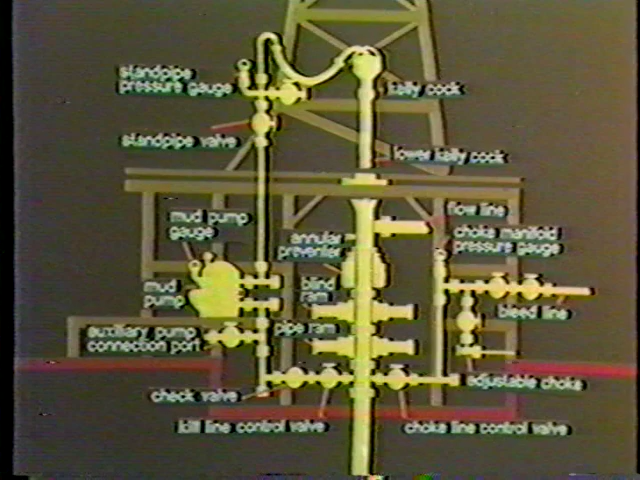 standpipe
pressure gauge
kelly cock
standpipe valve
lower kelly cock
mud pump
gauge
flow line
choke manifold
pressure gauge
annular
preventer
mud
pump
blind
ram
bleed line
auxiliary pump
connection port
pipe ram
check valve
adjustable choke
kill line control valve
choke line control valve